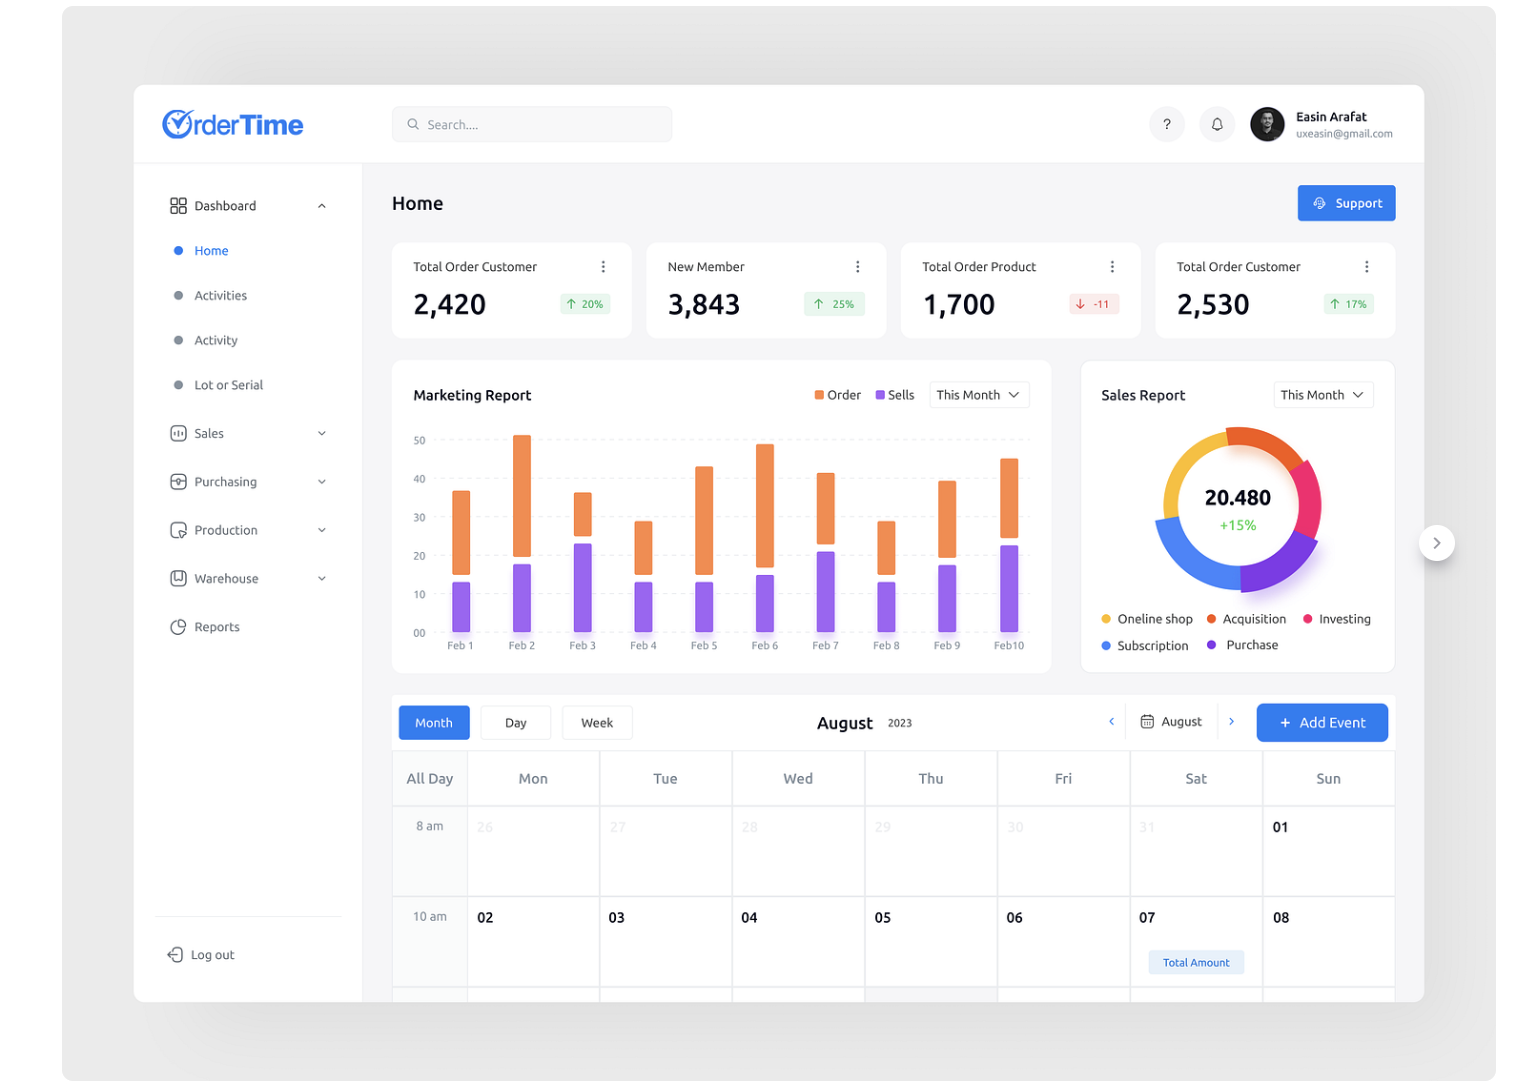 OrderTime
Search....
?
Easin Arafat
uxeasin@gmail.com
Dashboard
Home
Activities
Activity
Lot or Serial
Sales
Purchasing
Production
Warehouse
Reports
Log out
Home
Support
Total Order Customer
2,420
20%
New Member
3,843
25%
Total Order Product
1,700
-11
Total Order Customer
2,530
17%
Marketing Report
Order
Sells
This Month
50
40
30
20
10
00
Feb 1
Feb 2
Feb 3
Feb 4
Feb 5
Feb 6
Feb 7
Feb 8
Feb 9
Feb10
Sales Report
This Month
20.480
+15%
Oneline shop
Acquisition
Investing
Subscription
Purchase
Month
Day
Week
August 2023
August
+ Add Event
All Day
Mon
Tue
Wed
Thu
Fri
Sat
Sun
8 am
26
27
28
29
30
31
01
10 am
02
03
04
05
06
07
08
Total Amount